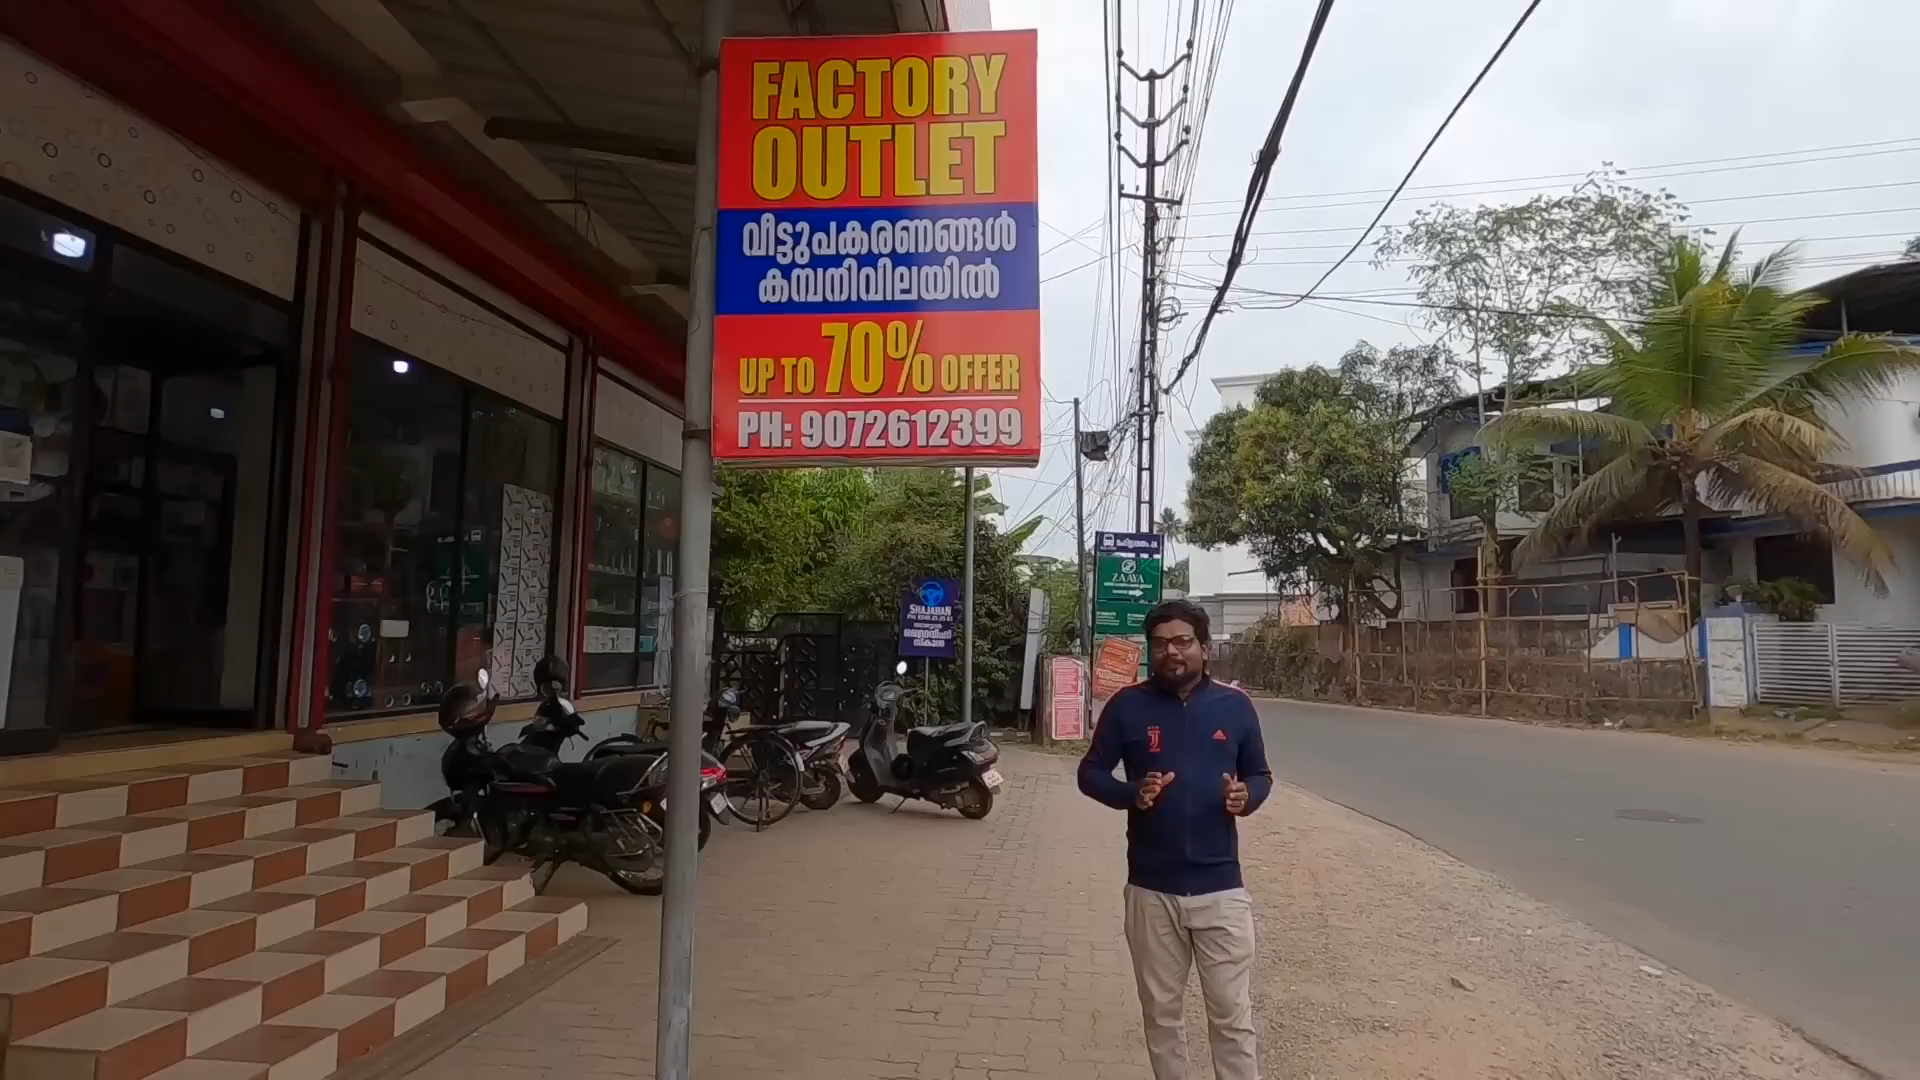 FACTORY
OUTLET
വീട്ടുപകരണങ്ങൾ
കമ്പനിവിലയിൽ
UP TO 70% OFFER
PH: 9072612399
ZAAYA
SHAJAHAN
ഡ്രൈവിംഗ്
സ്കൂൾ